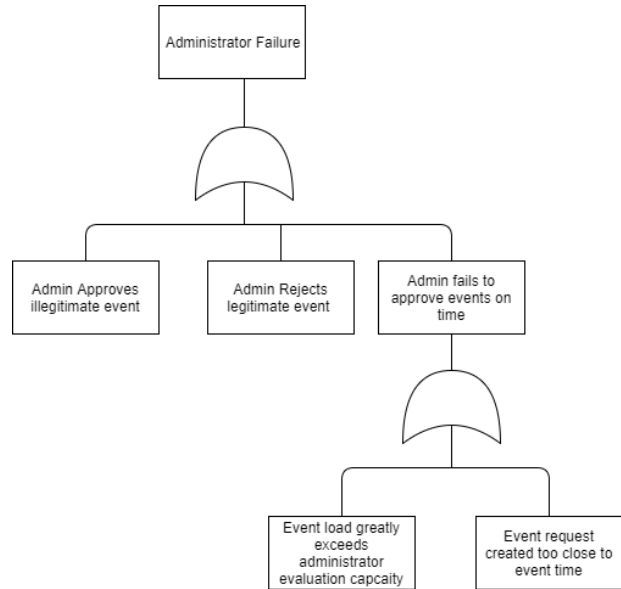 Administrator Failure
Admin Approves
illegitimate event
Admin Rejects
legitimate event
Admin fails to
approve events on
time
Event load greatly
exceeds
administrator
evaluation capcaity
Event request
created too close to
event time